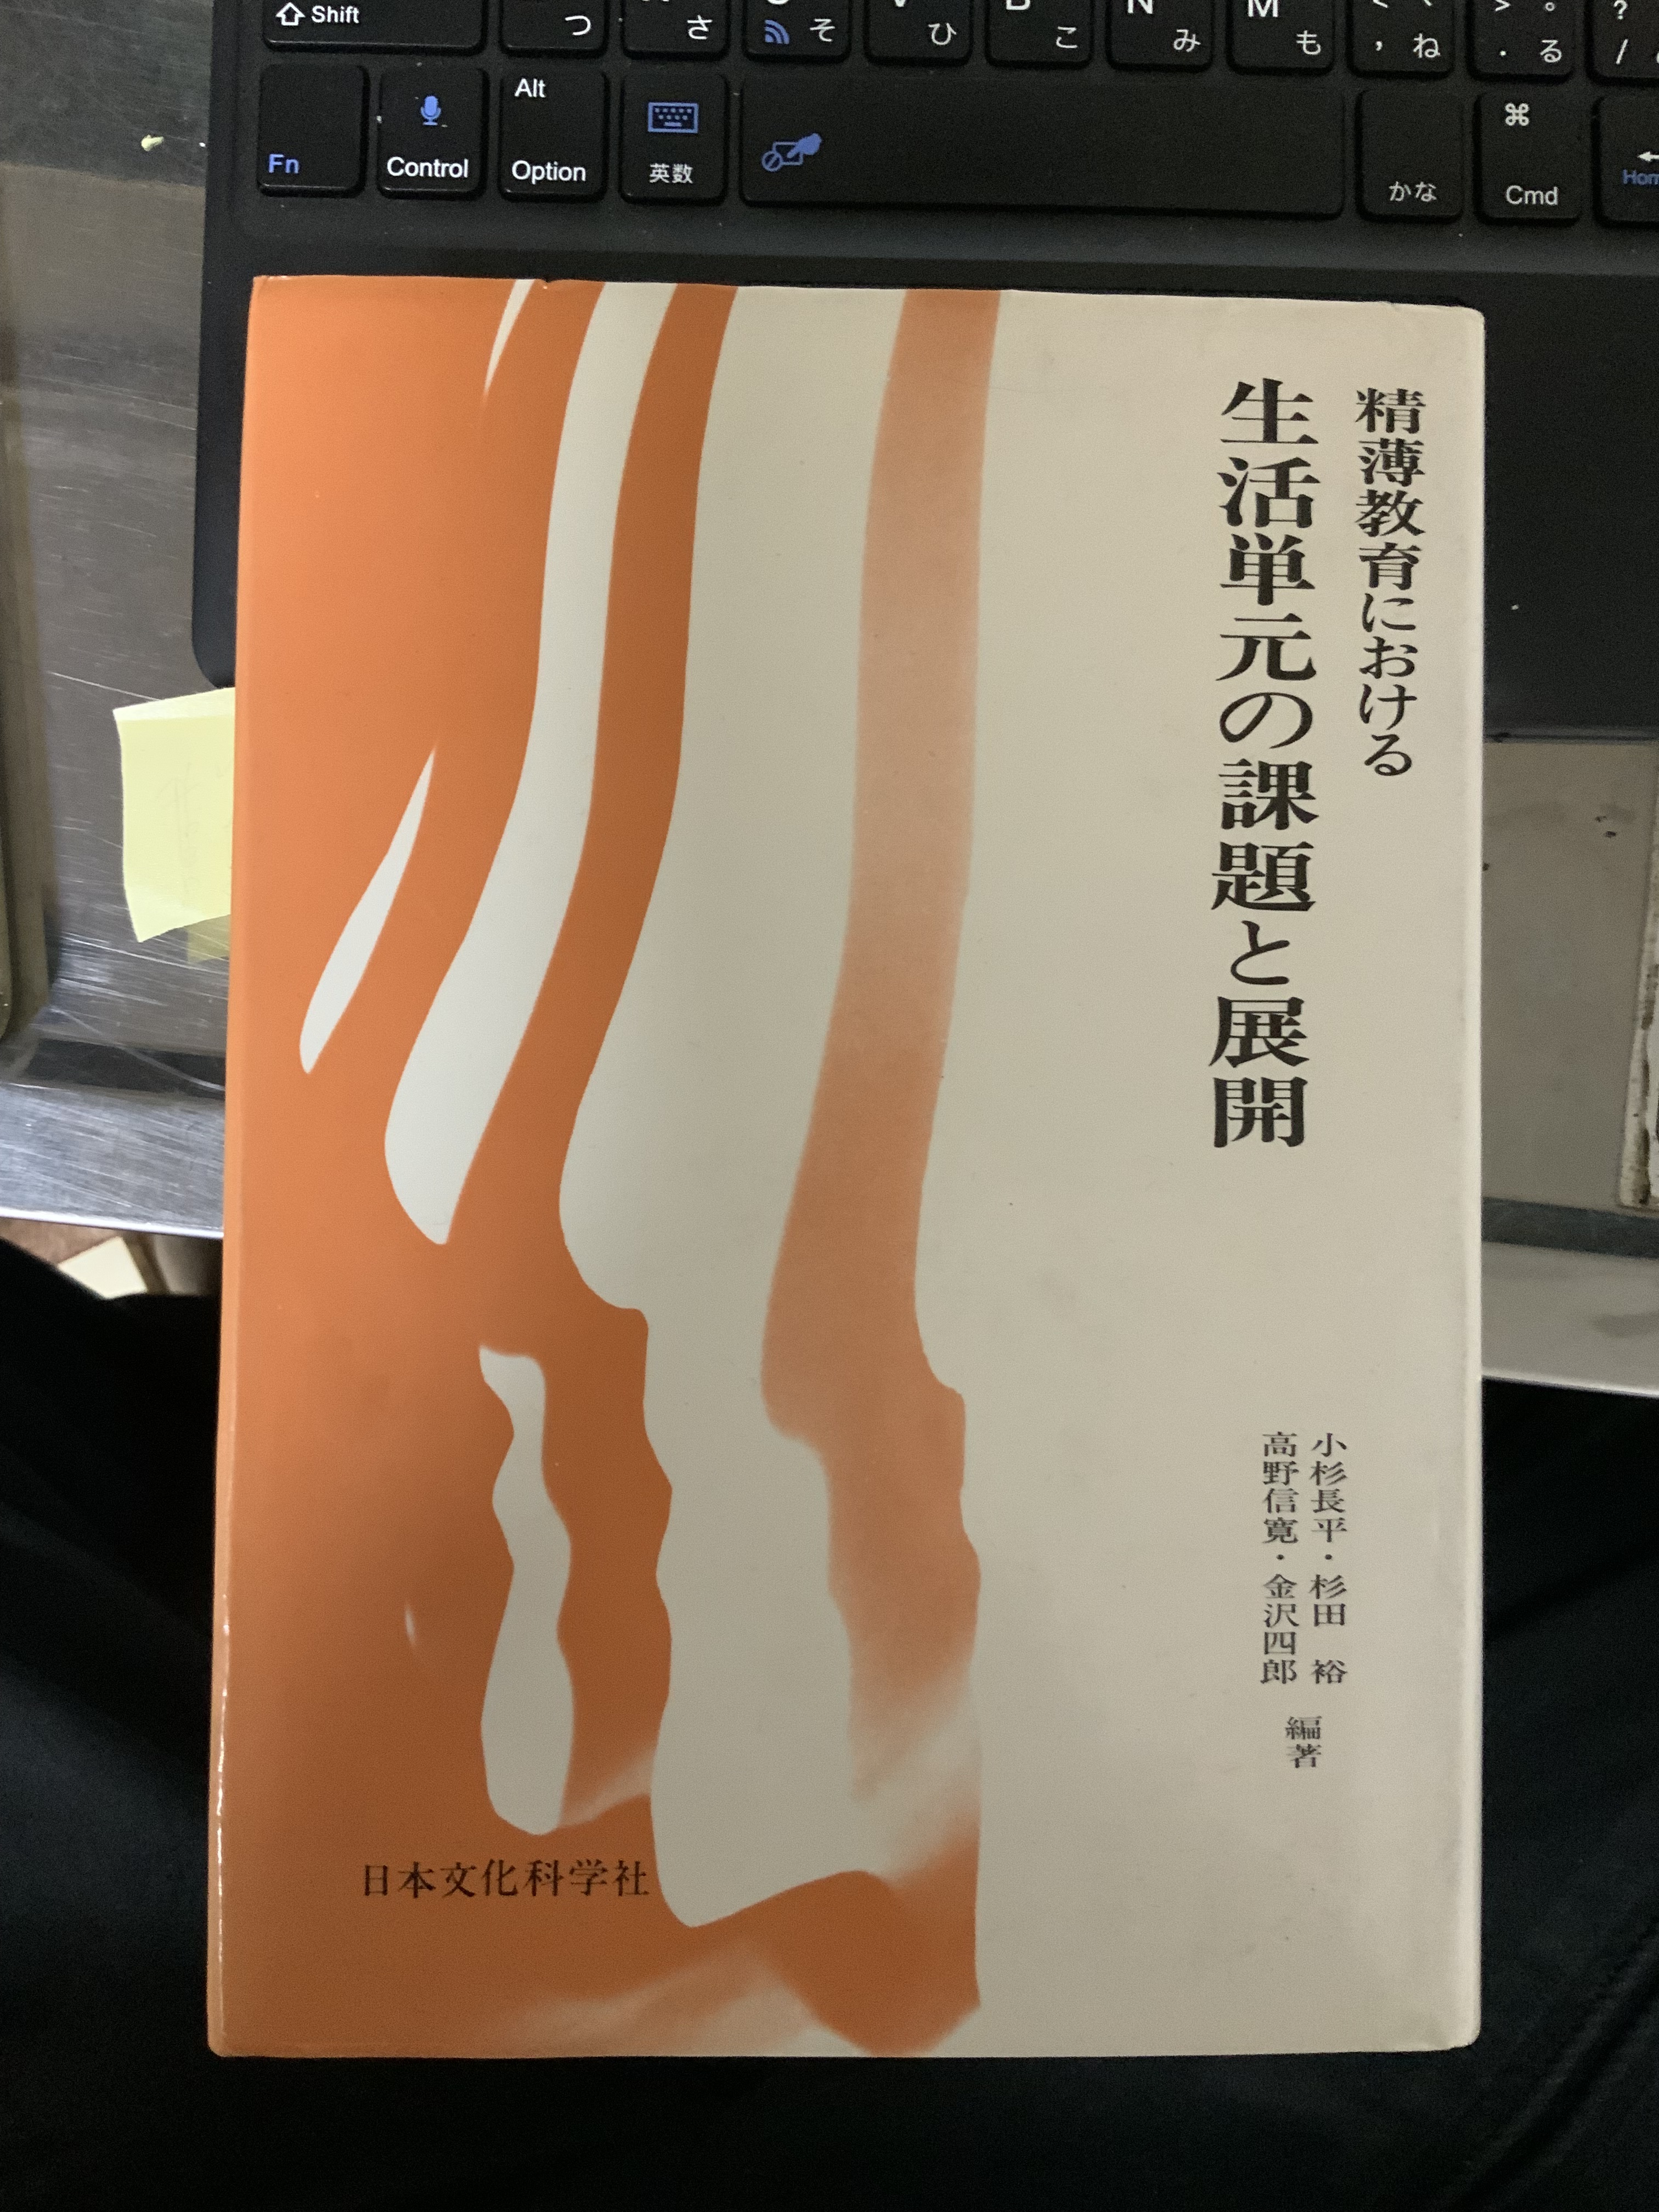 Shift
つ
さ
そ
ひ
こ
N
み
M
も
, ね
. る
?
/
Fn
Control
Alt
Option
英数
かな
⌘
Cmd
精薄教育における
生活単元の課題と展開
小杉長平・杉田 裕
高野信寛・金沢四郎
編著
日本文化科学社